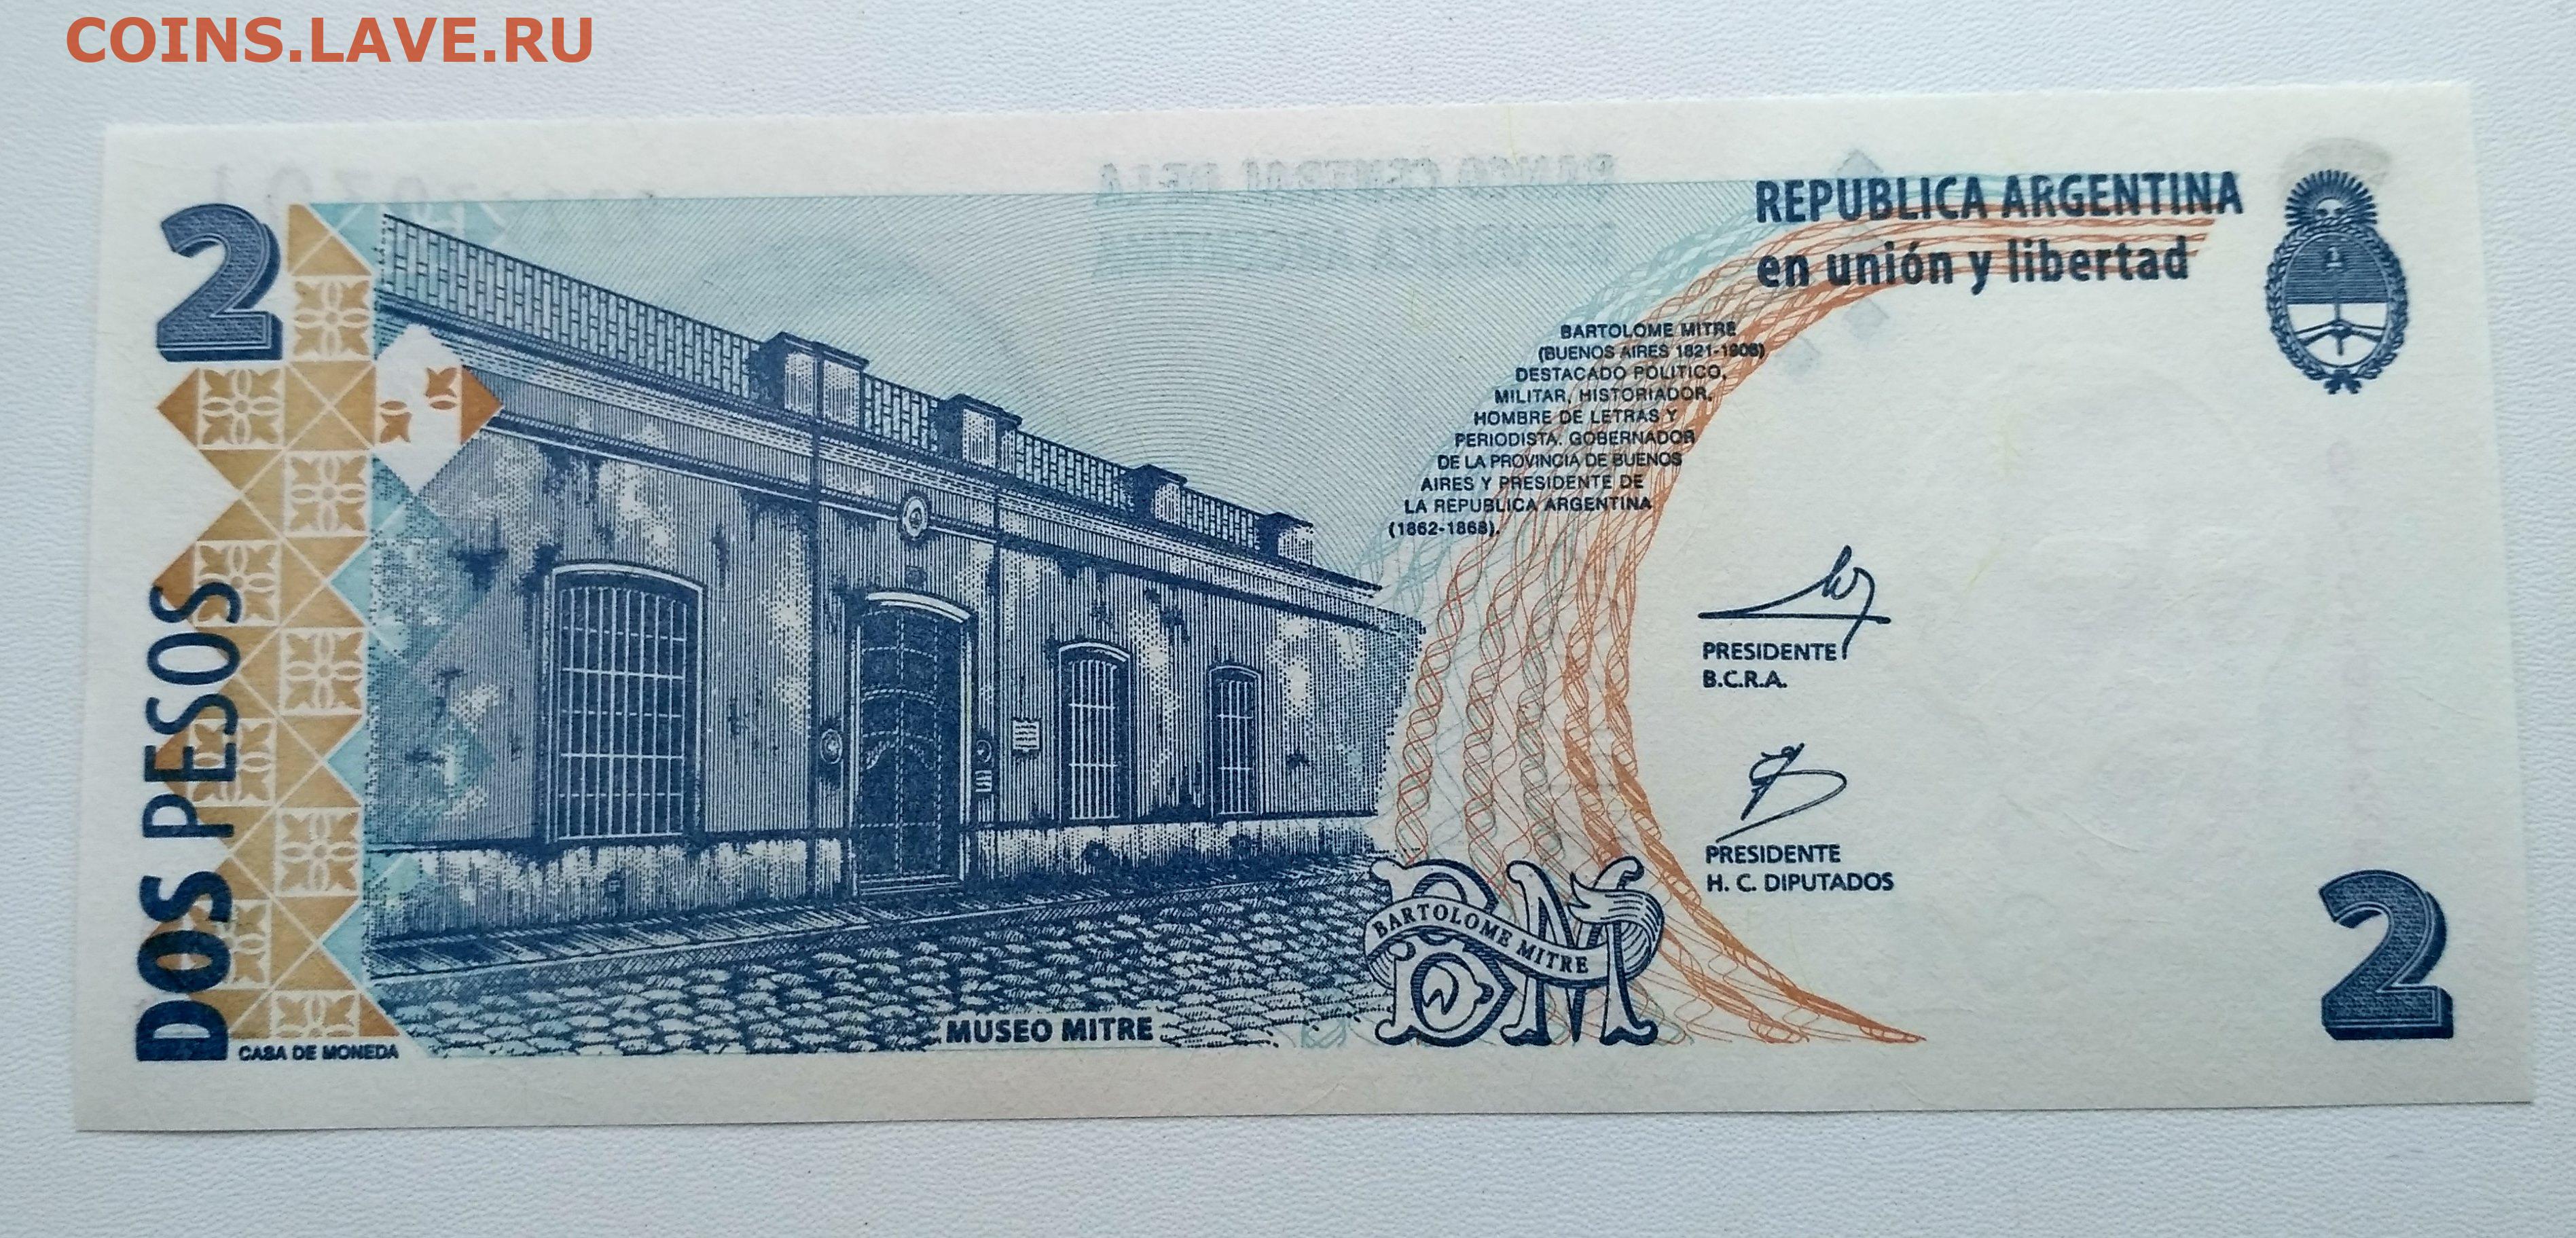 COINS.LAVE.RU
2
REPUBLICA ARGENTINA
en unión y libertad
BARTOLOME MITRE
(BUENOS AIRES 1821-1906)
DESTACADO POLITICO,
MILITAR, HISTORIADOR,
HOMBRE DE LETRAS Y
PERIODISTA. GOBERNADOR
DE LA PROVINCIA DE BUENOS
AIRES Y PRESIDENTE DE
LA REPUBLICA ARGENTINA
(1862-1868).
PRESIDENTE
B.C.R.A.
PRESIDENTE
H. C. DIPUTADOS
DOS PESOS
CASA DE MONEDA
MUSEO MITRE
BM
BARTOLOME MITRE
2